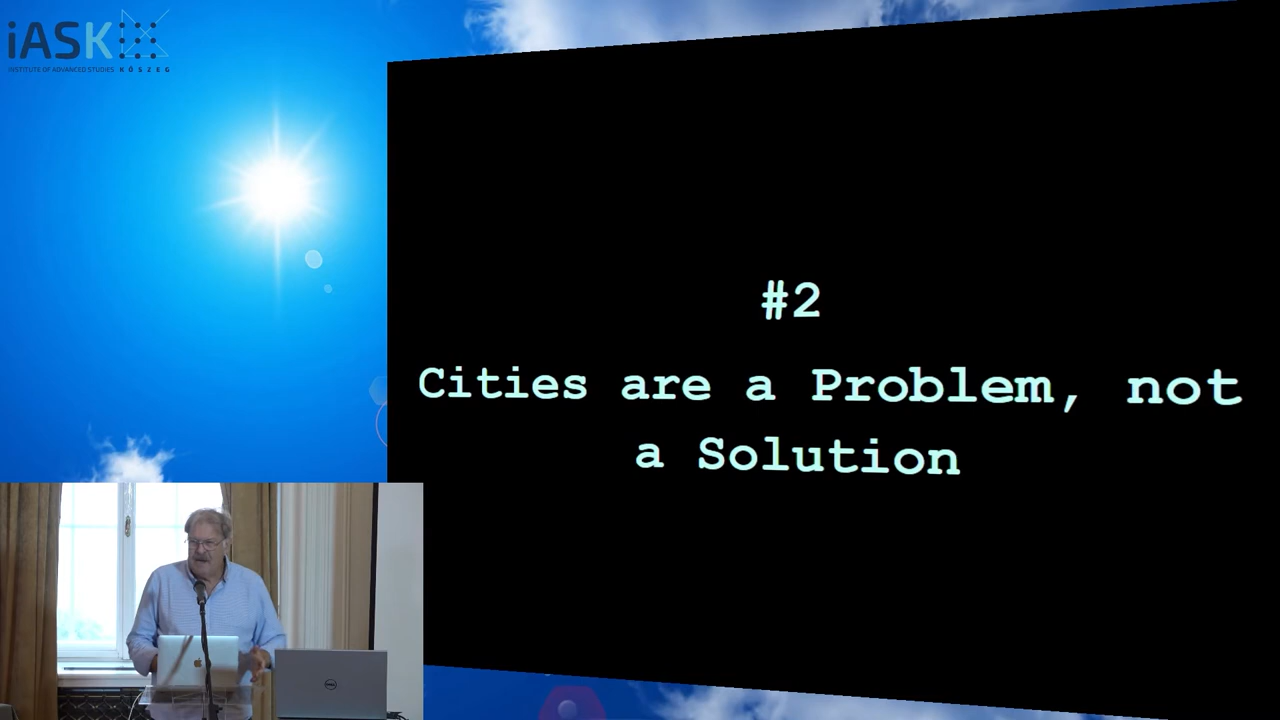 iASK
INSTITUTE OF ADVANCED STUDIES KŐSZEG
#2
Cities are a Problem, not
a Solution
DELL